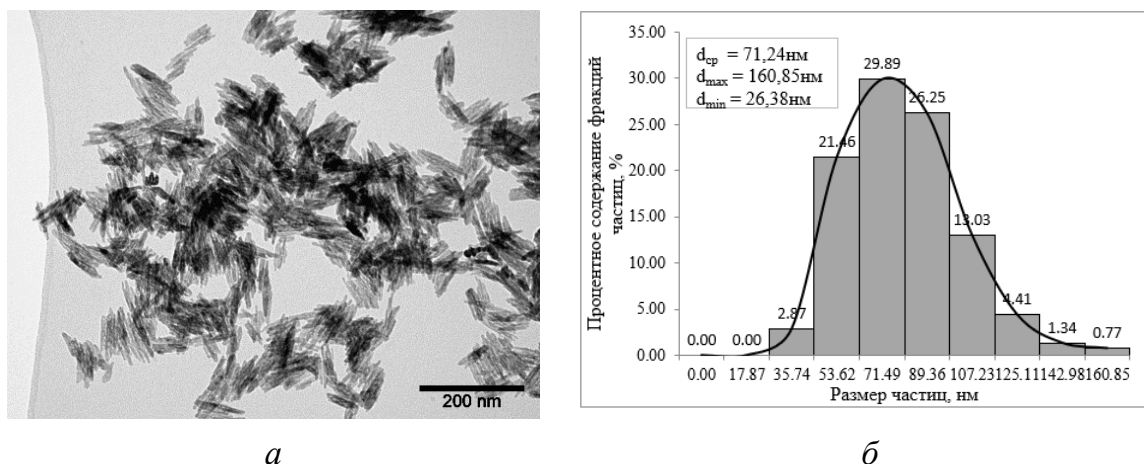 200 nm
а
d_ср = 71,24нм
d_max = 160,85нм
d_min = 26,38нм
Процентное содержание фракций
частиц, %
35.00
30.00
25.00
20.00
15.00
10.00
5.00
0.00
0.00
0.00
2.87
21.46
29.89
26.25
13.03
4.41
1.34
0.77
0.00 17.87 35.74 53.62 71.49 89.36 107.23 125.11 142.98 160.85
Размер частиц, нм
б